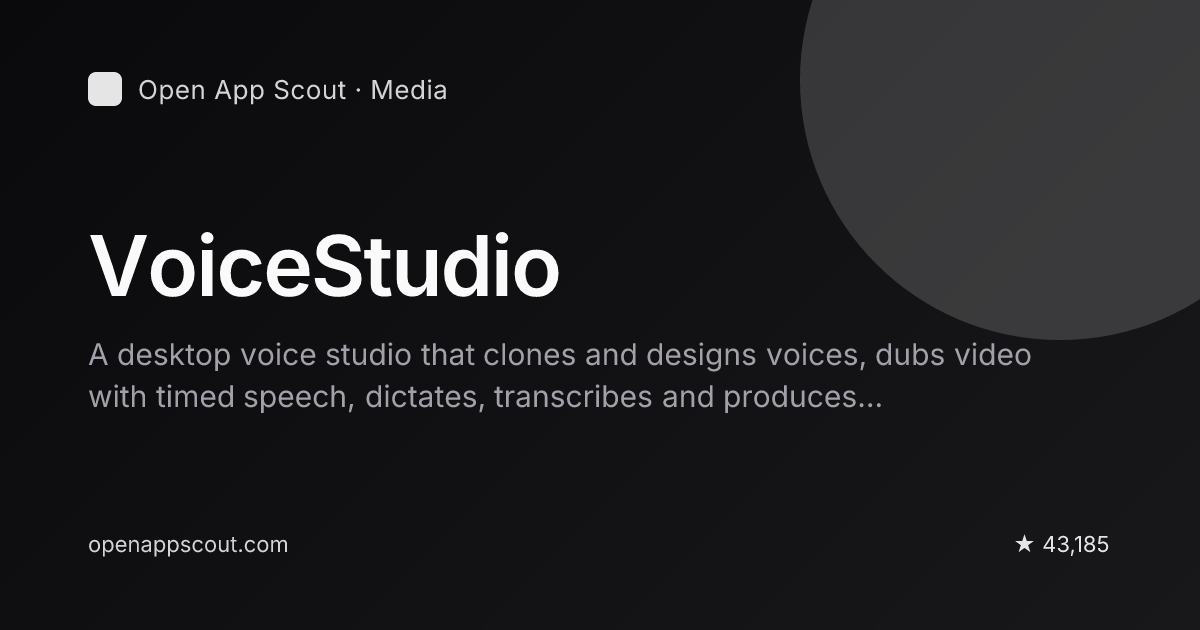 Open App Scout · Media
VoiceStudio
A desktop voice studio that clones and designs voices, dubs video
with timed speech, dictates, transcribes and produces...
openappscout.com
★ 43,185